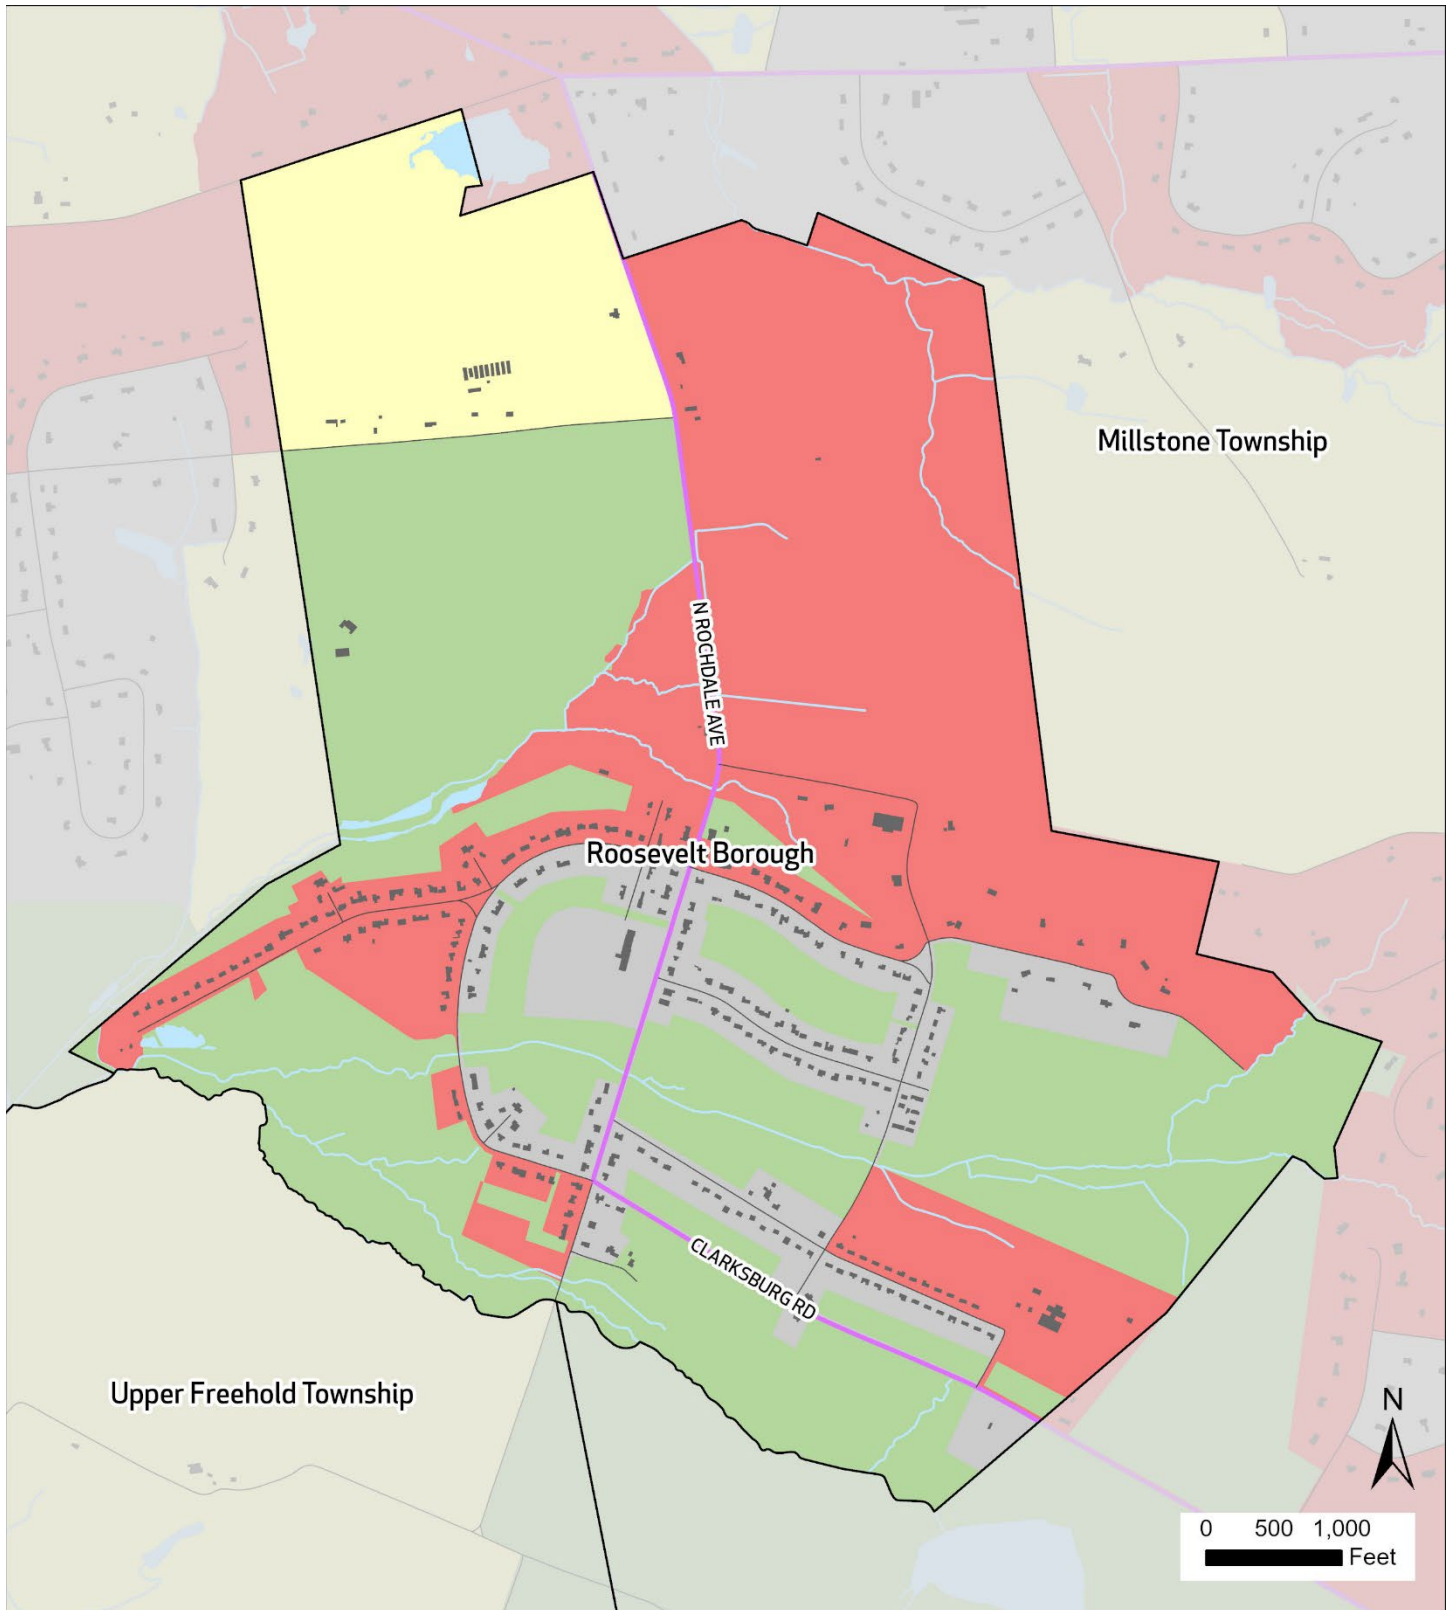 Millstone Township
N ROCHDALE AVE
Roosevelt Borough
CLARKSBURG RD
Upper Freehold Township
N
0 500 1,000
Feet